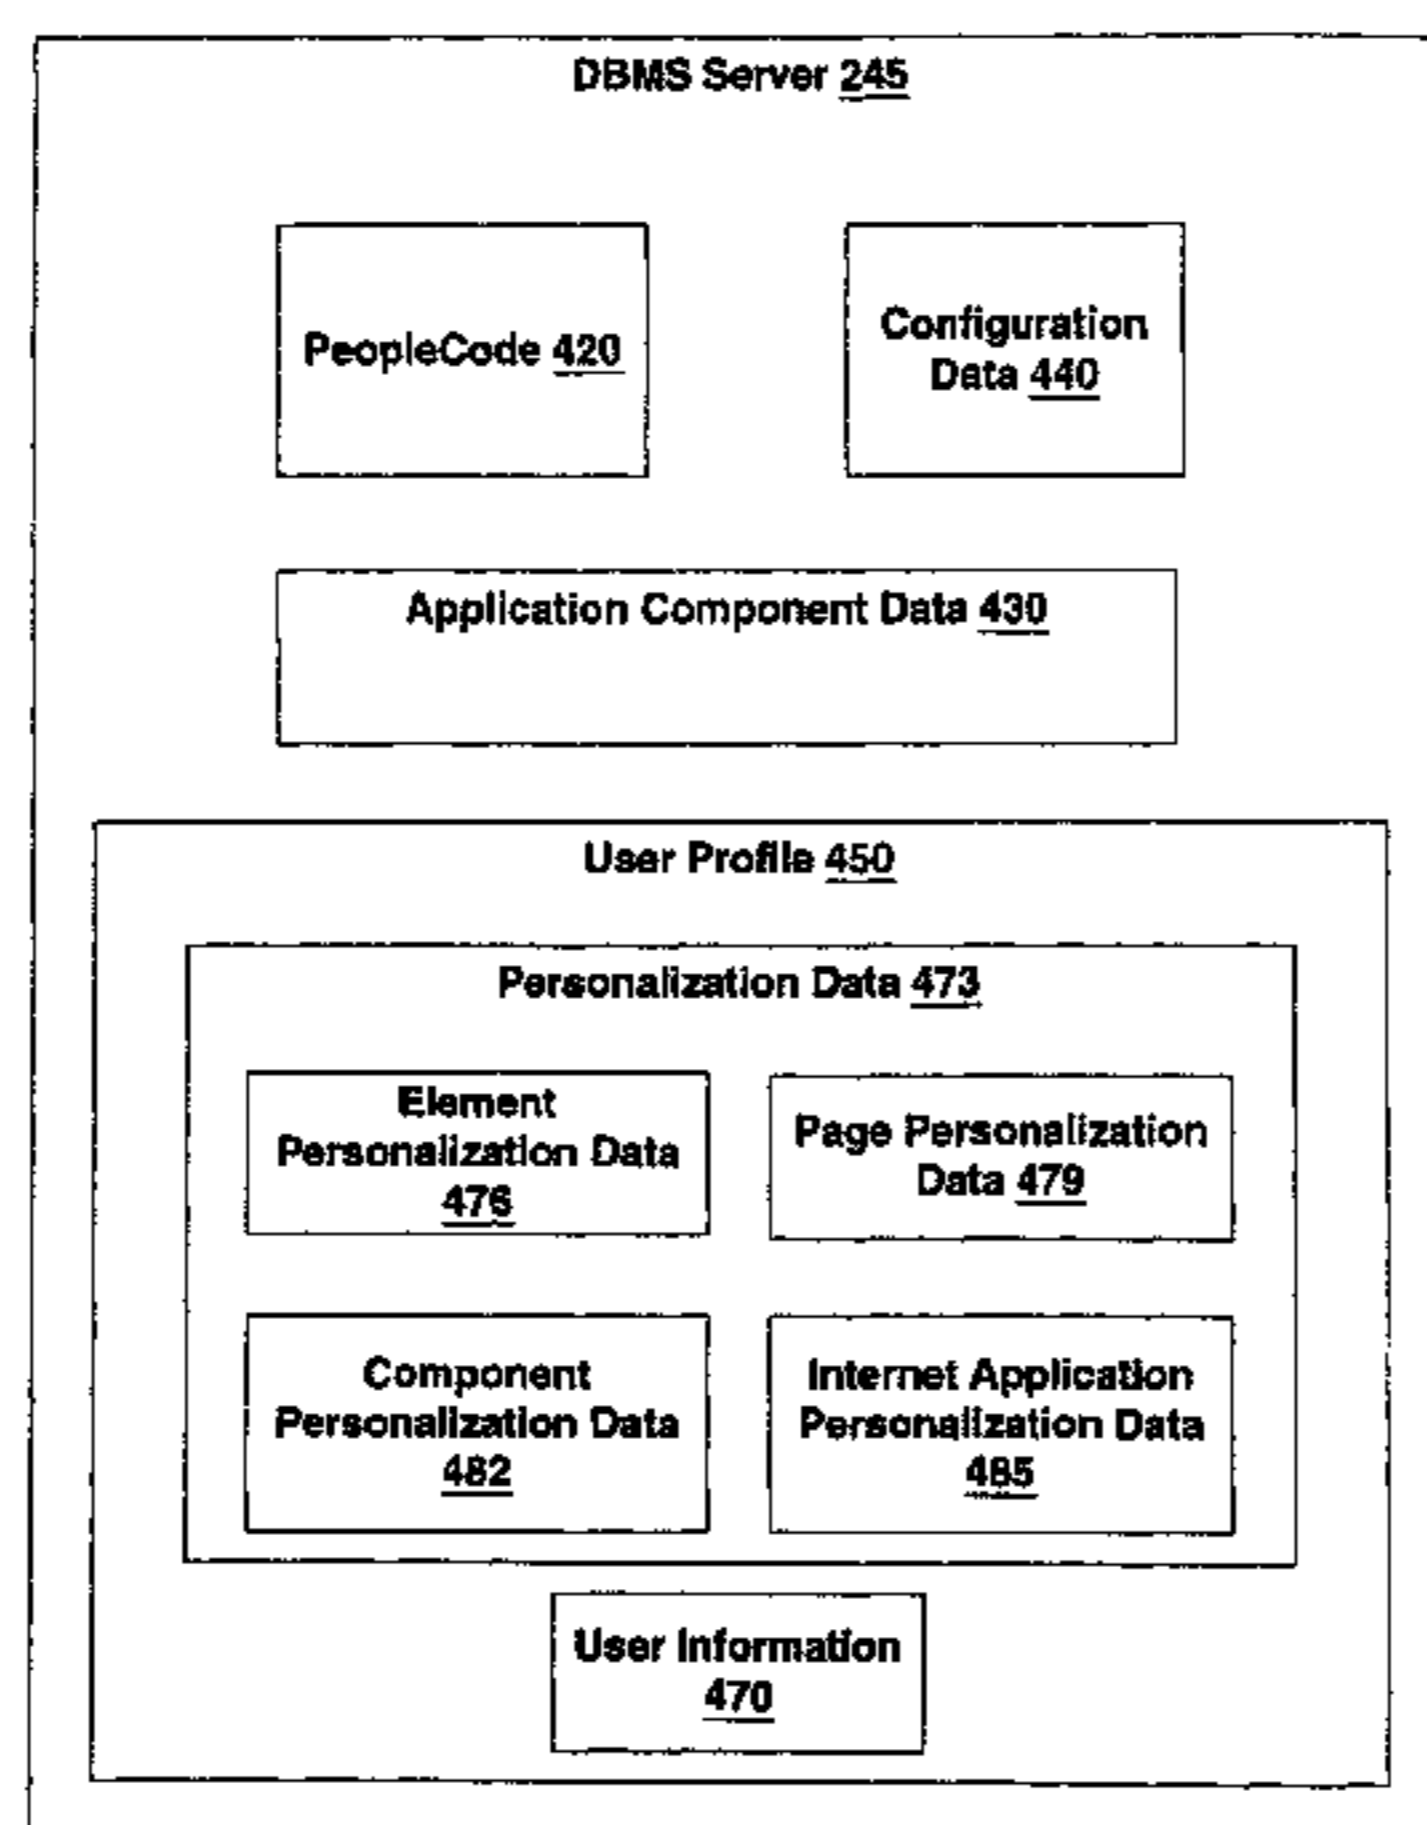 DBMS Server 245
PeopleCode 420
Configuration
Data 440
Application Component Data 430
User Profile 450
Personalization Data 473
Element
Personalization Data
476
Page Personalization
Data 479
Component
Personalization Data
482
Internet Application
Personalization Data
485
User Information
470